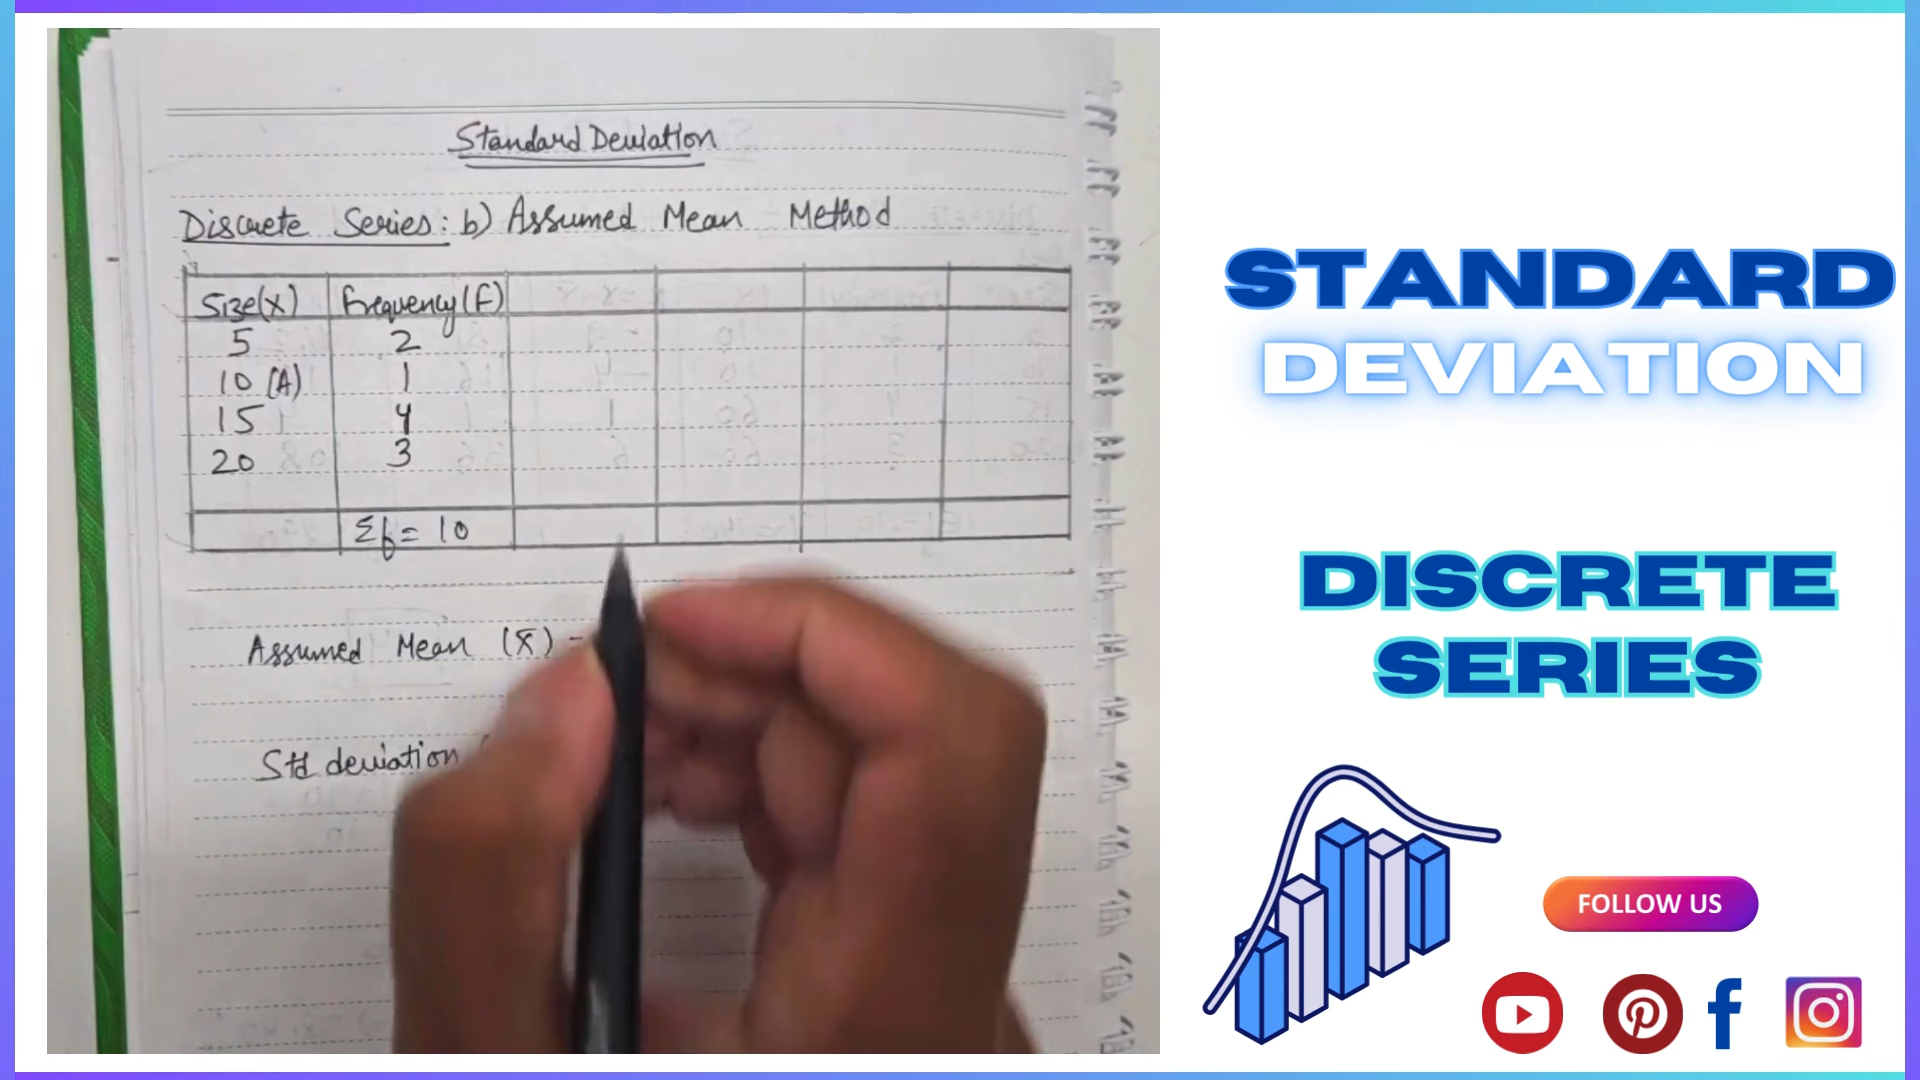 Standard Deviation
Discrete Series: b) Assumed Mean Method
Size(X) Frequency(F)
5 2
10 (A) 1
15 4
20 3
Σf = 10
Assumed Mean (X̄) -
Std deviation
STANDARD
DEVIATION
DISCRETE
SERIES
FOLLOW US